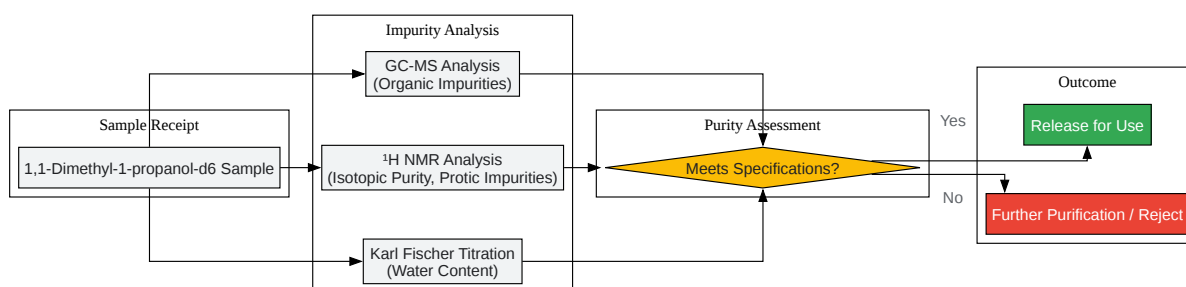 Impurity Analysis
GC-MS Analysis
(Organic Impurities)
Sample Receipt
1,1-Dimethyl-1-propanol-d6 Sample
¹H NMR Analysis
(Isotopic Purity, Protic Impurities)
Karl Fischer Titration
(Water Content)
Purity Assessment
Meets Specifications?
Yes
No
Outcome
Release for Use
Further Purification / Reject